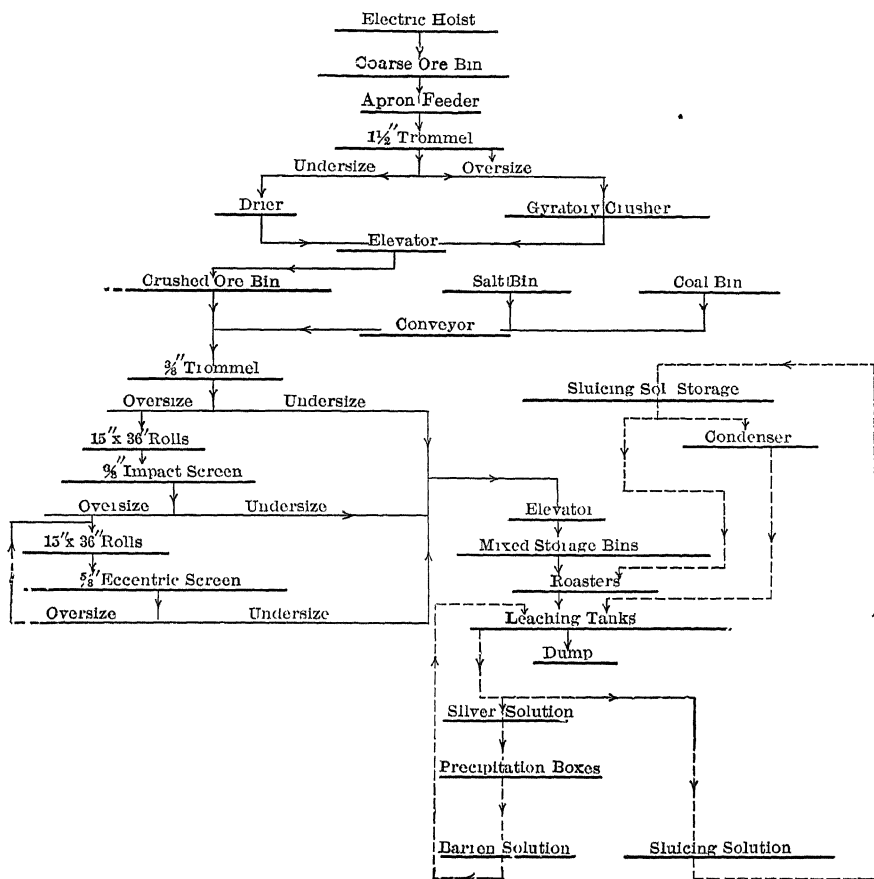 Electric Hoist
Coarse Ore Bin
Apron Feeder
1½" Trommel
Undersize Oversize
Drier Gyratory Crusher
Elevator
Crushed Ore Bin Salt Bin Coal Bin
Conveyor
⅜" Trommel
Sluicing Sol Storage
Oversize Undersize
15"x 36" Rolls Condenser
⅝" Impact Screen
Oversize Undersize Elevator
15"x 36" Rolls Mixed Storage Bins
⅝" Eccentric Screen Roasters
Oversize Undersize Leaching Tanks
Dump
Silver Solution
Precipitation Boxes
Barren Solution Sluicing Solution